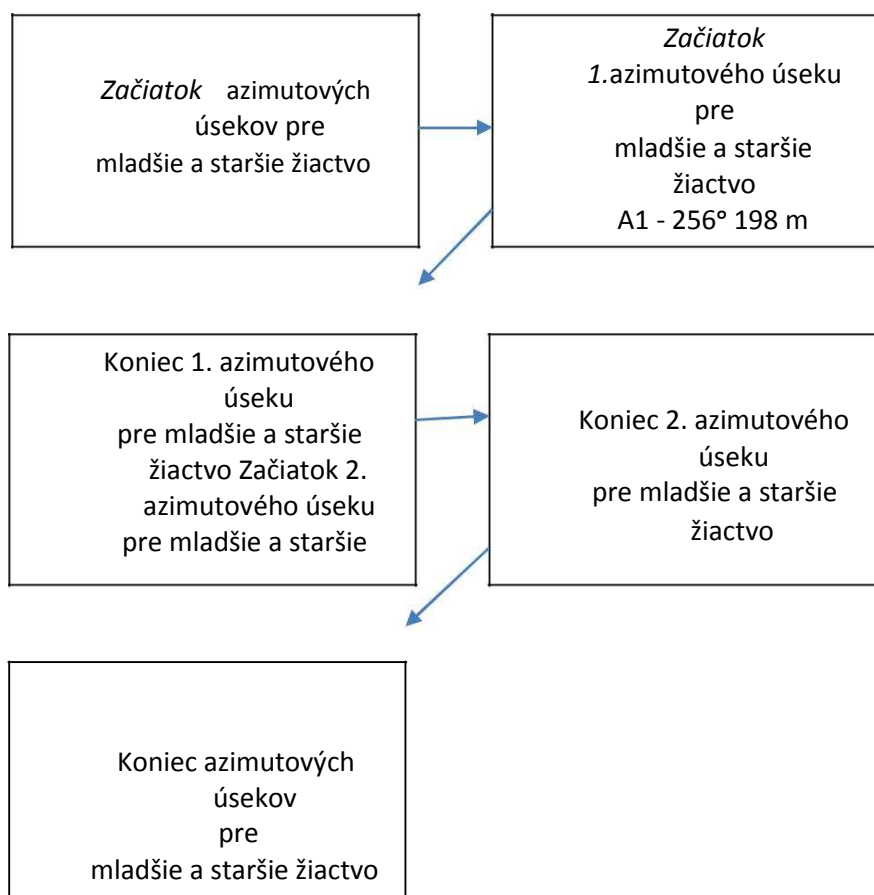 Začiatok azimutových
úsekov pre
mladšie a staršie žiactvo
Začiatok
1.azimutového úseku
pre
mladšie a staršie
žiactvo
A1 - 256° 198 m
Koniec 1. azimutového
úseku
pre mladšie a staršie
žiactvo Začiatok 2.
azimutového úseku
pre mladšie a staršie
Koniec 2. azimutového
úseku
pre mladšie a staršie
žiactvo
Koniec azimutových
úsekov
pre
mladšie a staršie žiactvo